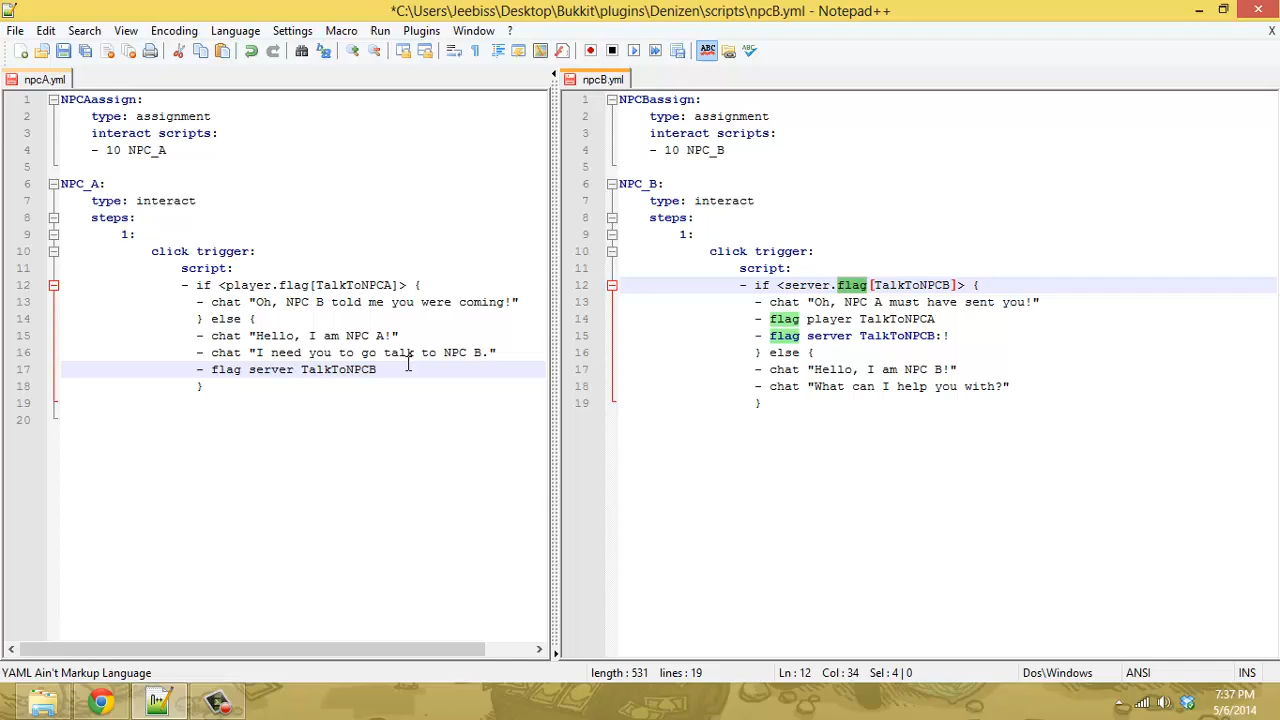 *C:\Users\Jeebiss\Desktop\Bukkit\plugins\Denizen\scripts\npcB.yml - Notepad++
File Edit Search View Encoding Language Settings Macro Run Plugins Window ? X
npcA.yml
1 NPCAassign:
2 type: assignment
3 interact scripts:
4 - 10 NPC_A
5
6 NPC_A:
7 type: interact
8 steps:
9 1:
10 click trigger:
11 script:
12 - if <player.flag[TalkToNPCA]> {
13 - chat "Oh, NPC B told me you were coming!"
14 } else {
15 - chat "Hello, I am NPC A!"
16 - chat "I need you to go talk to NPC B."
17 - flag server TalkToNPCB
18 }
19
20
npcB.yml
1 NPCBassign:
2 type: assignment
3 interact scripts:
4 - 10 NPC_B
5
6 NPC_B:
7 type: interact
8 steps:
9 1:
10 click trigger:
11 script:
12 - if <server.flag[TalkToNPCB]> {
13 - chat "Oh, NPC A must have sent you!"
14 - flag player TalkToNPCA
15 - flag server TalkToNPCB:!
16 } else {
17 - chat "Hello, I am NPC B!"
18 - chat "What can I help you with?"
19 }
YAML Ain't Markup Language length : 531 lines : 19 Ln : 12 Col : 34 Sel : 4 | 0 Dos\Windows ANSI INS
7:37 PM
5/6/2014